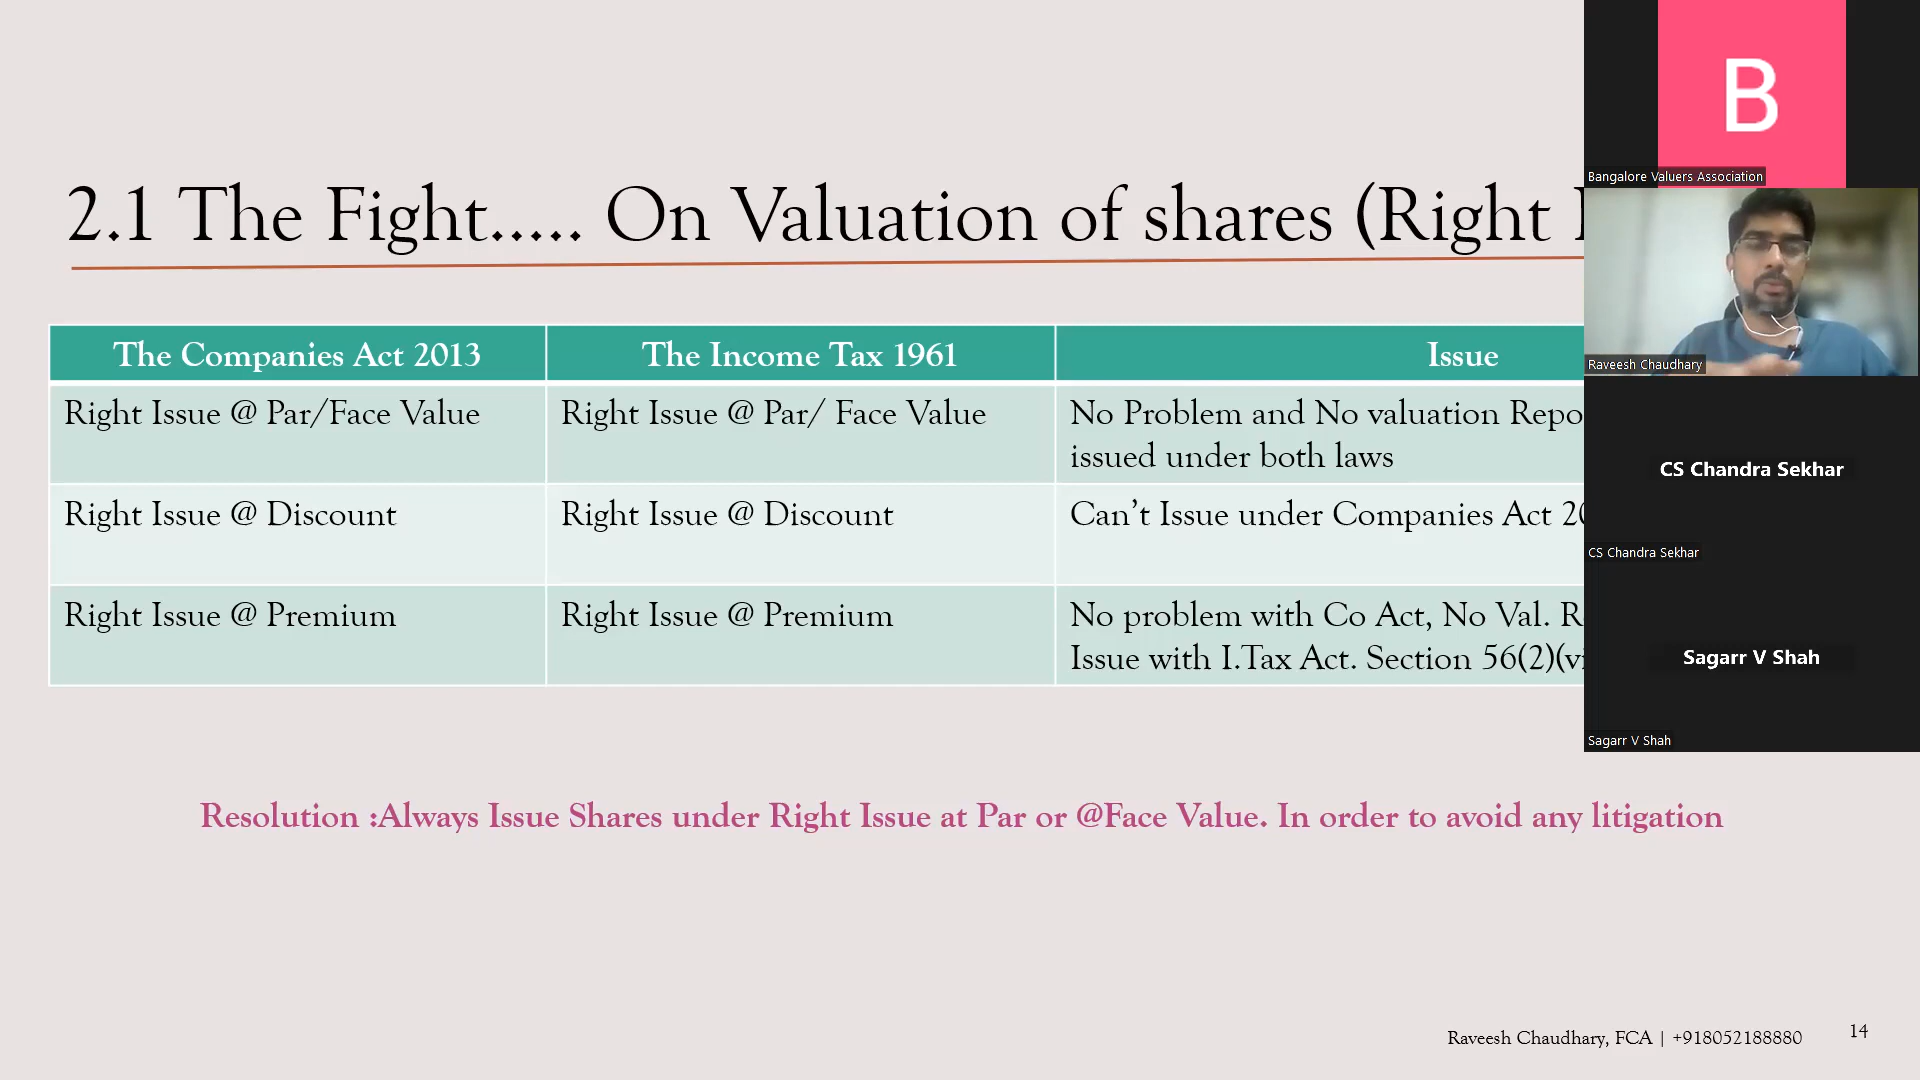 2.1 The Fight..... On Valuation of shares (Right
The Companies Act 2013
The Income Tax 1961
Issue
Right Issue @ Par/Face Value
Right Issue @ Par/ Face Value
No Problem and No valuation
issued under both laws
Right Issue @ Discount
Right Issue @ Discount
Can't Issue under Companies Act
Right Issue @ Premium
Right Issue @ Premium
No problem with Co Act, No Val.
Issue with I.Tax Act. Section
Resolution :Always Issue Shares under Right Issue at Par or @Face Value. In order to avoid any litigation
Raveesh Chaudhary, FCA | +918052188880
14
B
Bangalore Valuers Association
Raveesh Chaudhary
CS Chandra Sekhar
CS Chandra Sekhar
Sagarr V Shah
Sagarr V Shah